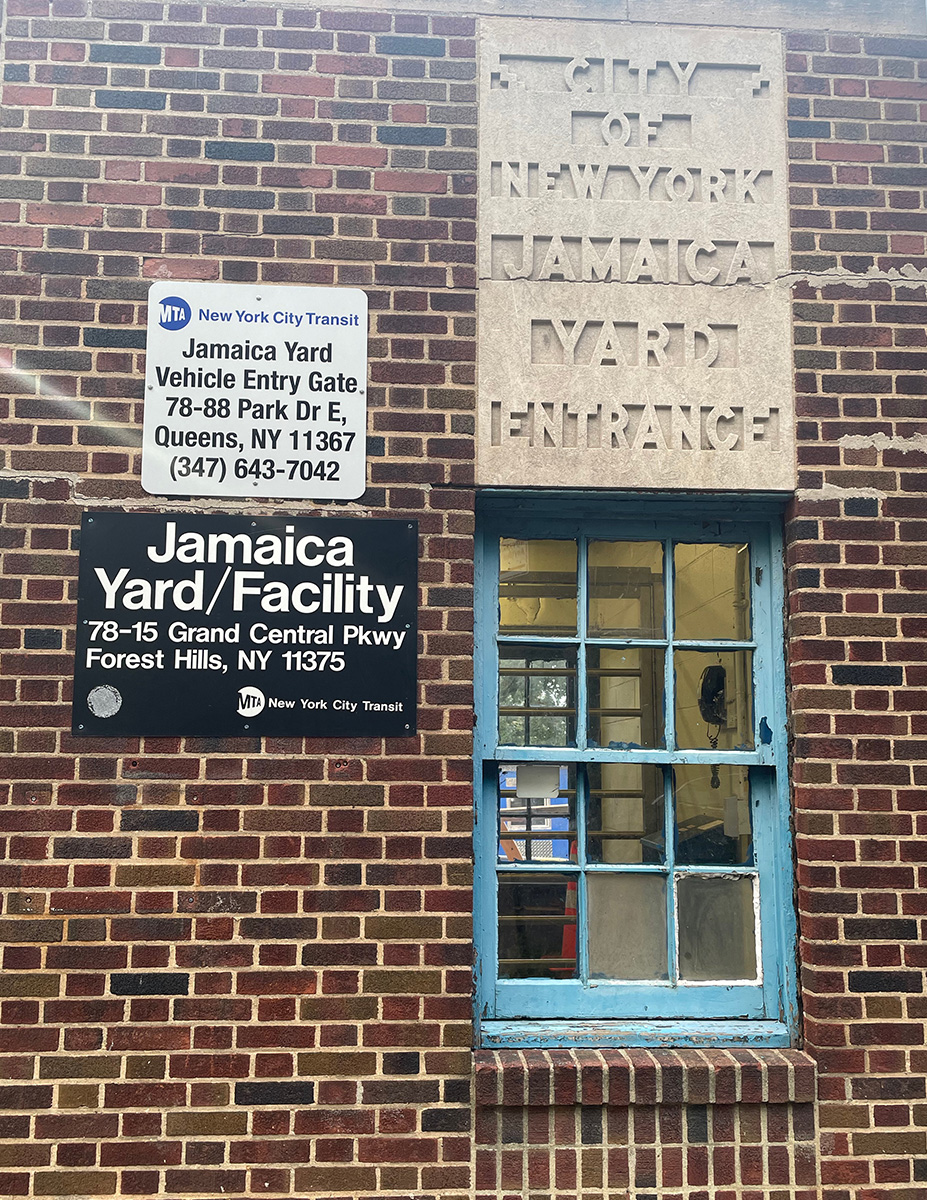 CITY
OF
NEW YORK
JAMAICA
YARD
ENTRANCE
MTA New York City Transit
Jamaica Yard
Vehicle Entry Gate
78-88 Park Dr E,
Queens, NY 11367
(347) 643-7042
Jamaica
Yard/Facility
78-15 Grand Central Pkwy
Forest Hills, NY 11375
MTA New York City Transit